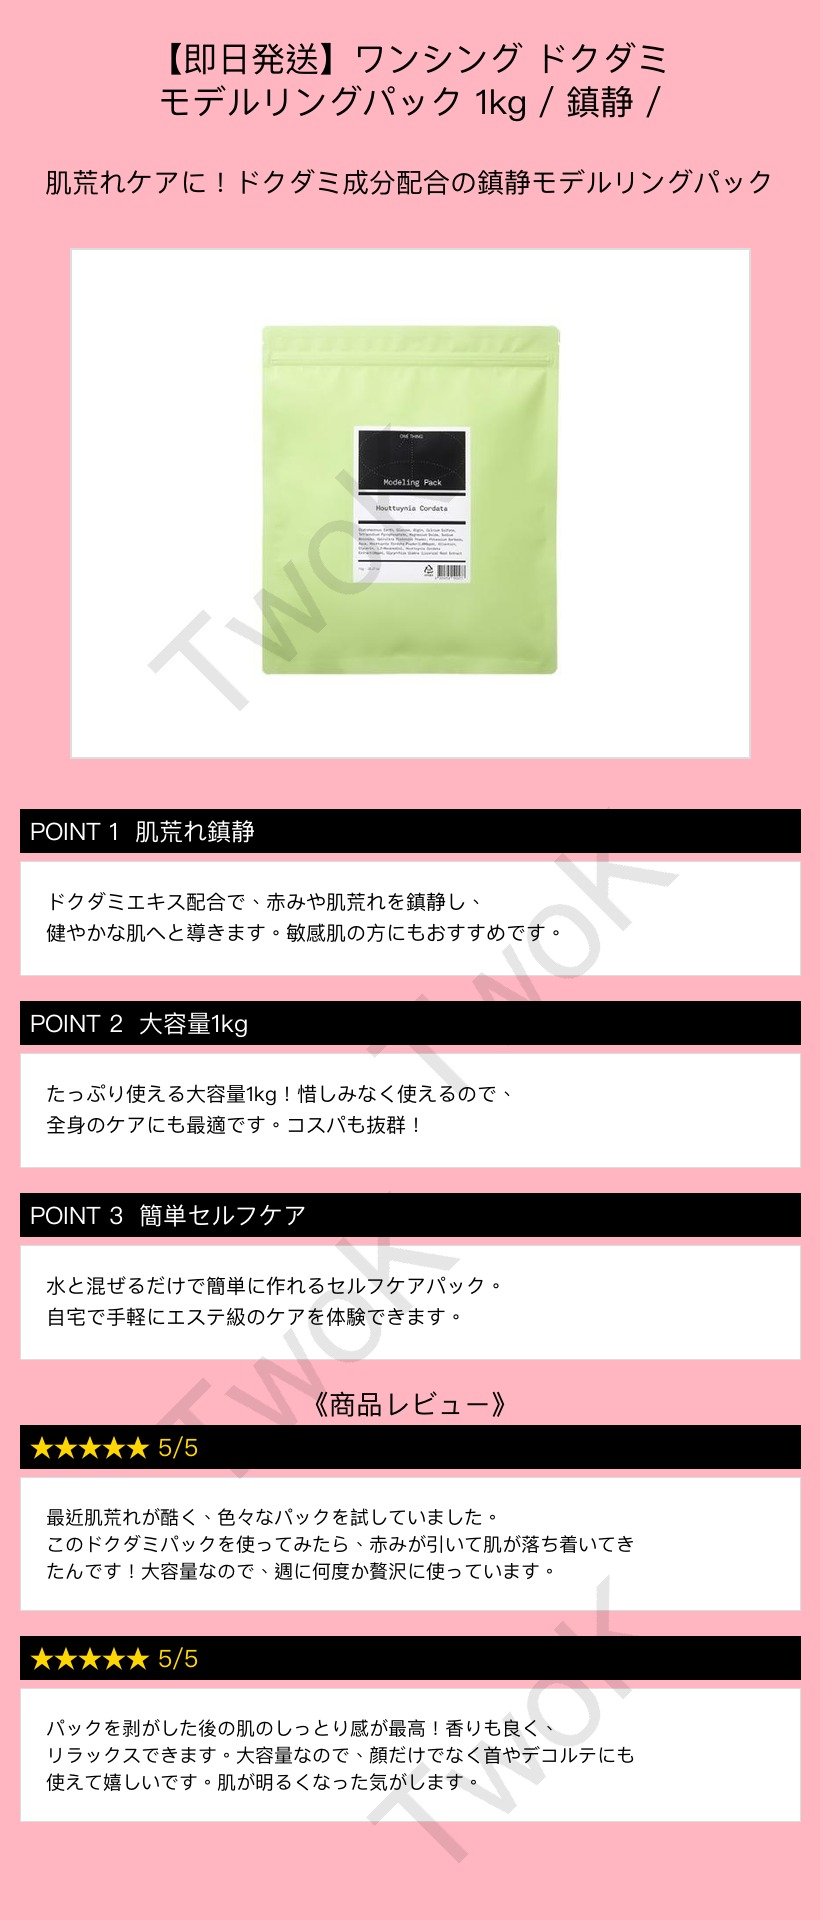 【即日発送】ワンシング ドクダミ
モデルリングパック 1kg / 鎮静 /
肌荒れケアに！ドクダミ成分配合の鎮静モデルリングパック
ONE THING
Modeling Pack
Houttuynia Cordata
POINT 1 肌荒れ鎮静
ドクダミエキス配合で、赤みや肌荒れを鎮静し、
健やかな肌へと導きます。敏感肌の方にもおすすめです。
POINT 2 大容量1kg
たっぷり使える大容量1kg！惜しみなく使えるので、
全身のケアにも最適です。コスパも抜群！
POINT 3 簡単セルフケア
水と混ぜるだけで簡単に作れるセルフケアパック。
自宅で手軽にエステ級のケアを体験できます。
《商品レビュー》
★★★★★ 5/5
最近肌荒れが酷く、色々なパックを試していました。
このドクダミパックを使ってみたら、赤みが引いて肌が落ち着いてき
たんです！大容量なので、週に何度か贅沢に使っています。
★★★★★ 5/5
パックを剥がした後の肌のしっとり感が最高！香りも良く、
リラックスできます。大容量なので、顔だけでなく首やデコルテにも
使えて嬉しいです。肌が明るくなった気がします。
Twok
Twok
Twok
Twok